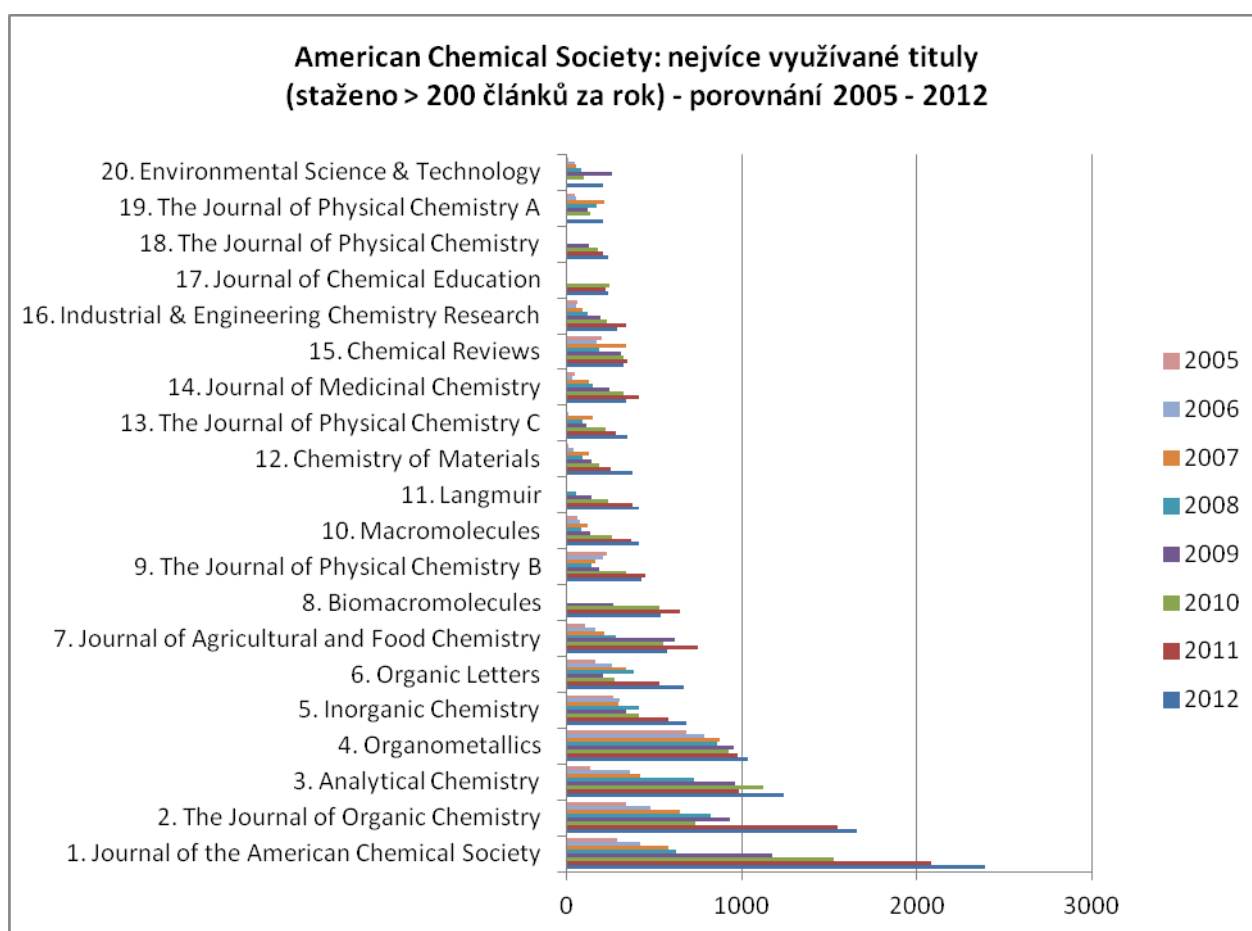 American Chemical Society: nejvíce využívané tituly
(staženo > 200 článků za rok) - porovnání 2005 - 2012
20. Environmental Science & Technology
19. The Journal of Physical Chemistry A
18. The Journal of Physical Chemistry
17. Journal of Chemical Education
16. Industrial & Engineering Chemistry Research
15. Chemical Reviews
14. Journal of Medicinal Chemistry
13. The Journal of Physical Chemistry C
12. Chemistry of Materials
11. Langmuir
10. Macromolecules
9. The Journal of Physical Chemistry B
8. Biomacromolecules
7. Journal of Agricultural and Food Chemistry
6. Organic Letters
5. Inorganic Chemistry
4. Organometallics
3. Analytical Chemistry
2. The Journal of Organic Chemistry
1. Journal of the American Chemical Society
0 1000 2000 3000
2005
2006
2007
2008
2009
2010
2011
2012